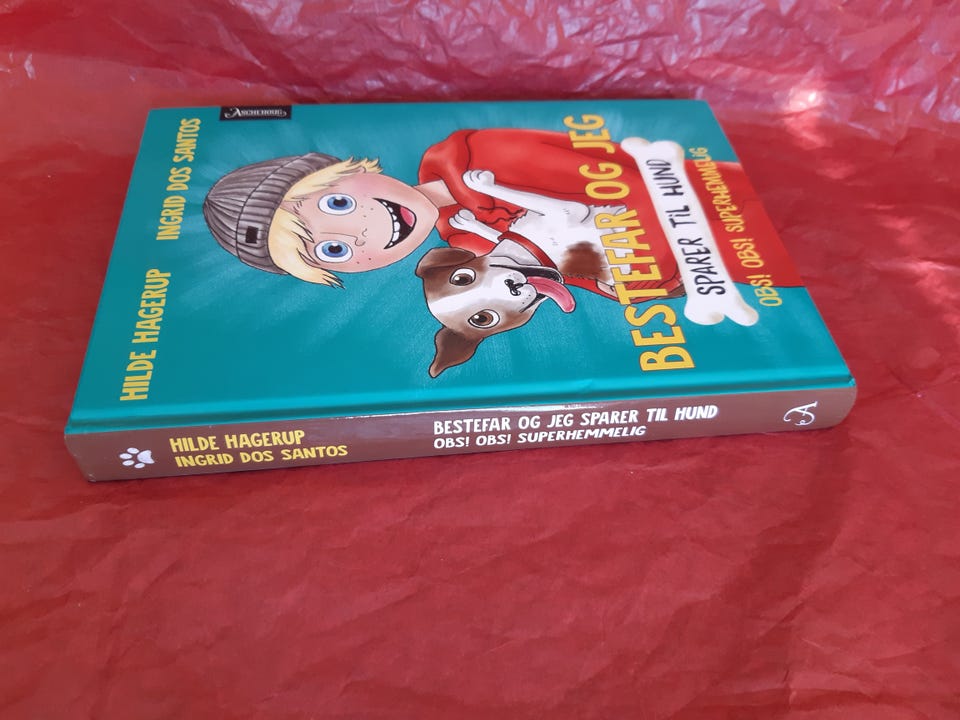 ASCHEHOUG
HILDE HAGERUP
INGRID DOS SANTOS
BESTEFAR OG JEG
SPARER TIL HUND
OBS! OBS! SUPERHEMMELIG
HILDE HAGERUP
INGRID DOS SANTOS
BESTEFAR OG JEG SPARER TIL HUND
OBS! OBS! SUPERHEMMELIG
A